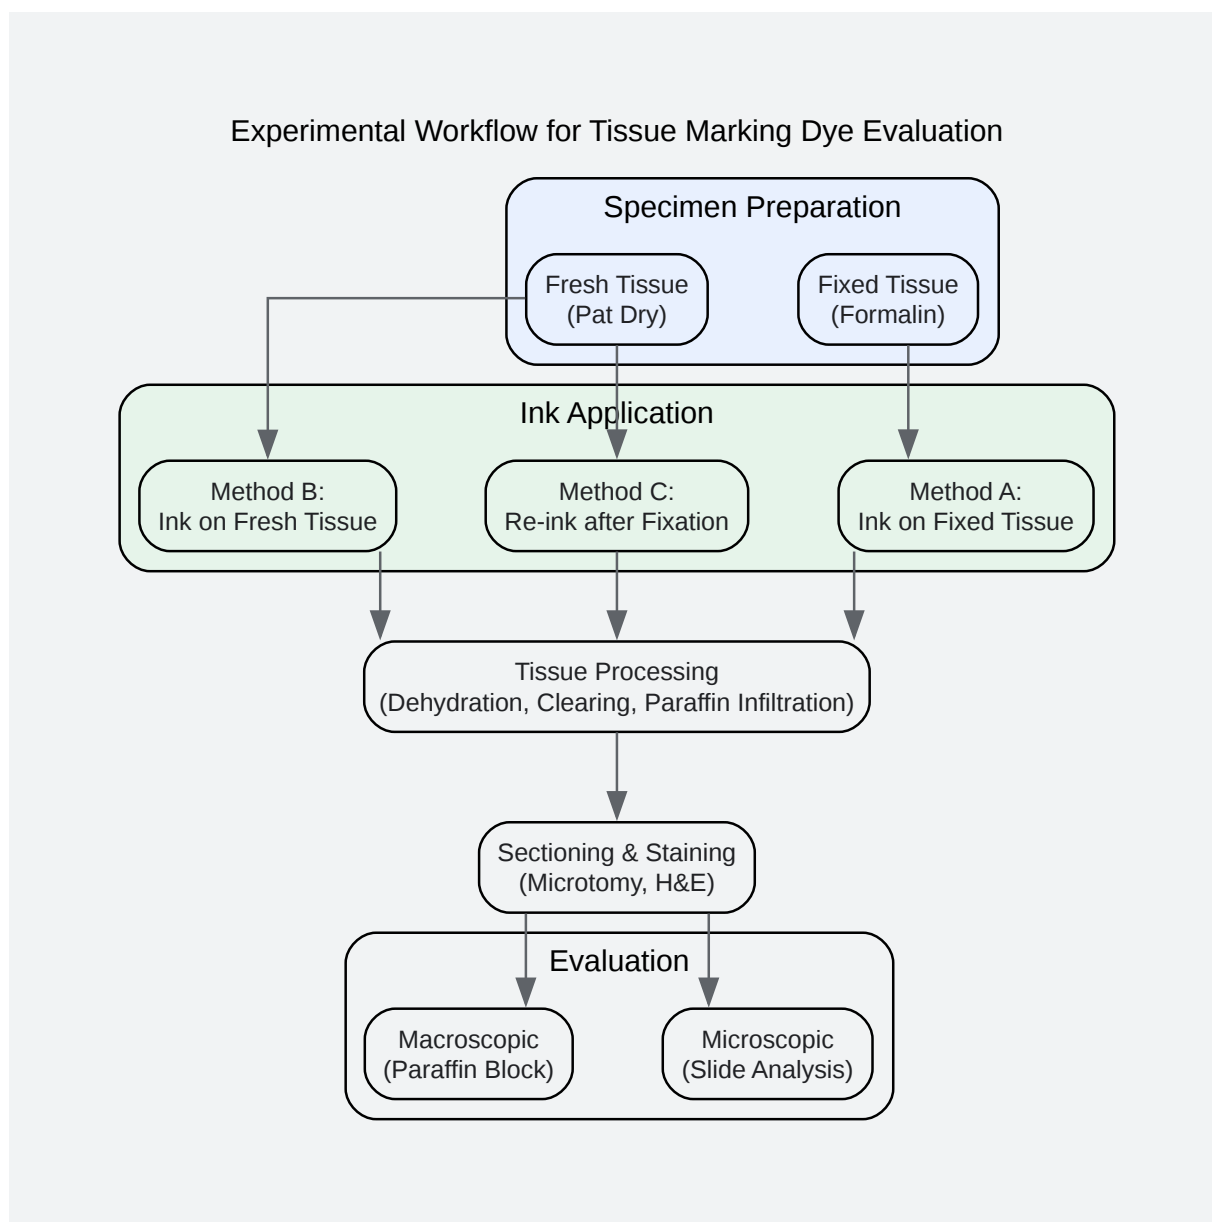 Experimental Workflow for Tissue Marking Dye Evaluation
Specimen Preparation
Fresh Tissue
(Pat Dry)
Fixed Tissue
(Formalin)
Ink Application
Method B:
Ink on Fresh Tissue
Method C:
Re-ink after Fixation
Method A:
Ink on Fixed Tissue
Tissue Processing
(Dehydration, Clearing, Paraffin Infiltration)
Sectioning & Staining
(Microtomy, H&E)
Evaluation
Macroscopic
(Paraffin Block)
Microscopic
(Slide Analysis)